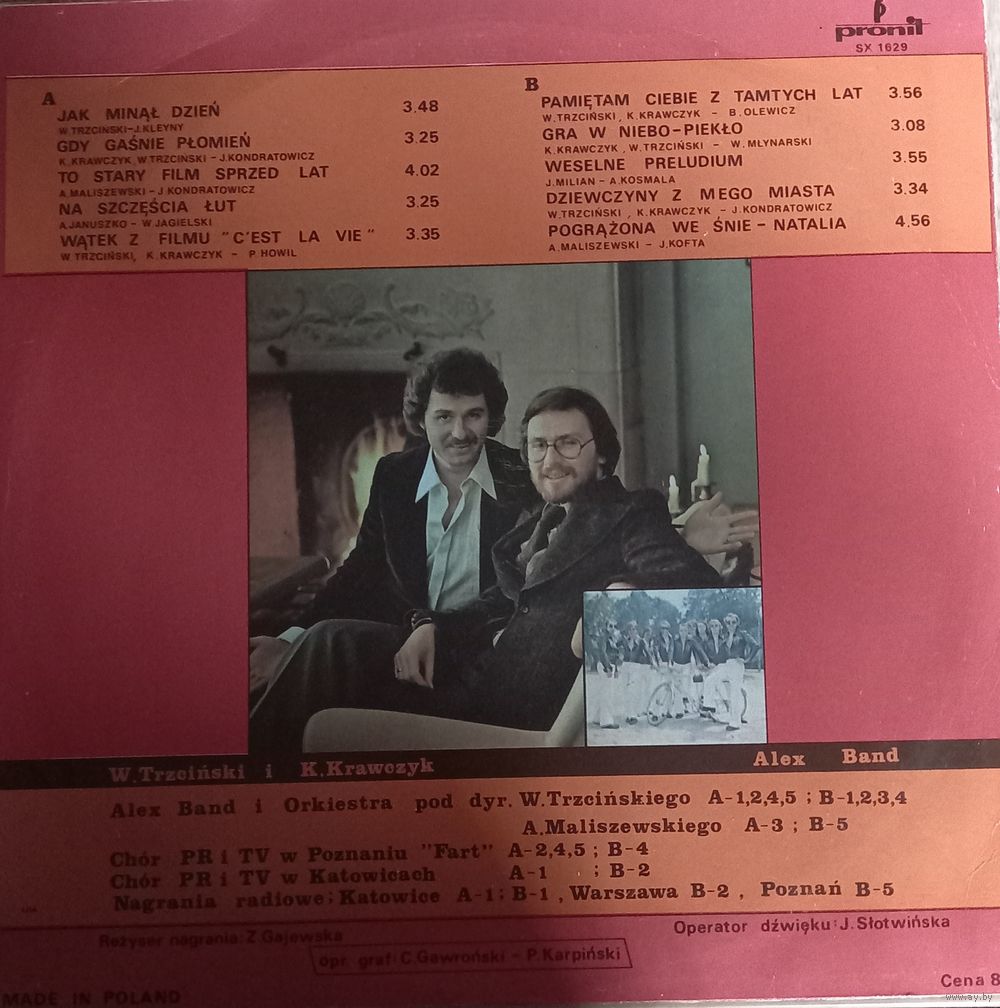 pronit
SX 1629
A
JAK MINĄŁ DZIEŃ 3.48
W.TRZCIŃSKI-J.KLEYNY
GDY GAŚNIE PŁOMIEŃ 3.25
K.KRAWCZYK, W.TRZCIŃSKI - J.KONDRATOWICZ
TO STARY FILM SPRZED LAT 4.02
A.MALISZEWSKI - J.KONDRATOWICZ
NA SZCZĘŚCIA ŁUT 3.25
A.JANUSZKO - W.JAGIELSKI
WĄTEK Z FILMU "C'EST LA VIE" 3.35
W.TRZCIŃSKI, K.KRAWCZYK - P.HOWIL
B
PAMIĘTAM CIEBIE Z TAMTYCH LAT 3.56
W.TRZCIŃSKI, K.KRAWCZYK - B.OLEWICZ
GRA W NIEBO-PIEKŁO 3.08
K.KRAWCZYK, W.TRZCIŃSKI - W.MŁYNARSKI
WESELNE PRELUDIUM 3.55
J.MILIAN - A.KOSMALA
DZIEWCZYNY Z MEGO MIASTA 3.34
W.TRZCIŃSKI, K.KRAWCZYK - J.KONDRATOWICZ
POGRĄŻONA WE ŚNIE - NATALIA 4.56
A.MALISZEWSKI - J.KOFTA
W.Trzciński i K.Krawczyk Alex Band
Alex Band i Orkiestra pod dyr. W.Trzcińskiego A-1,2,4,5 ; B-1,2,3,4
A.Maliszewskiego A-3 ; B-5
Chór PR i TV w Poznaniu "Fart" A-2,4,5 ; B-4
Chór PR i TV w Katowicach A-1 ; B-2
Nagrania radiowe: Katowice A-1; B-1 , Warszawa B-2 , Poznań B-5
Reżyser nagrania: Z.Gajewska
Operator dźwięku: J.Słotwińska
opr. graf: C.Gawroński - P.Karpiński
MADE IN POLAND
Cena 8
www.ay.by